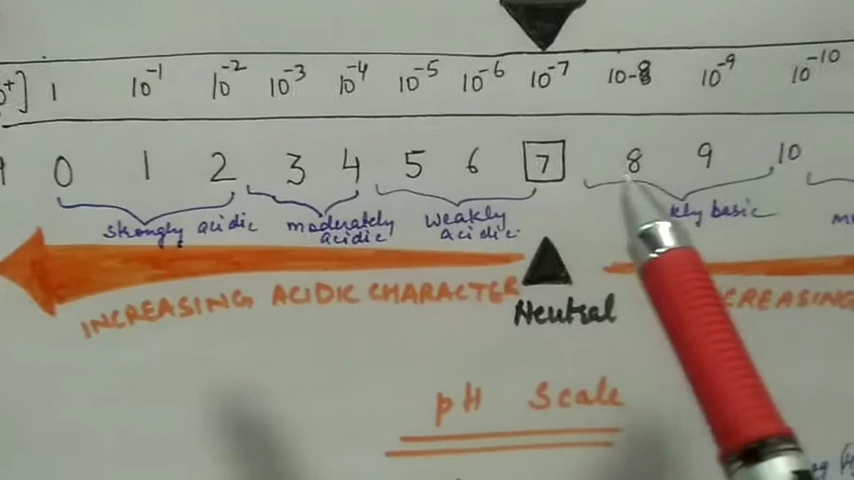 1 10⁻¹ 10⁻² 10⁻³ 10⁻⁴ 10⁻⁵ 10⁻⁶ 10⁻⁷ 10-8 10⁻⁹ 10⁻¹⁰
0 1 2 3 4 5 6 7 8 9 10
strongly acidic moderately acidic weakly acidic. kly basic
INCREASING ACIDIC CHARACTER
Neutral
pH Scale